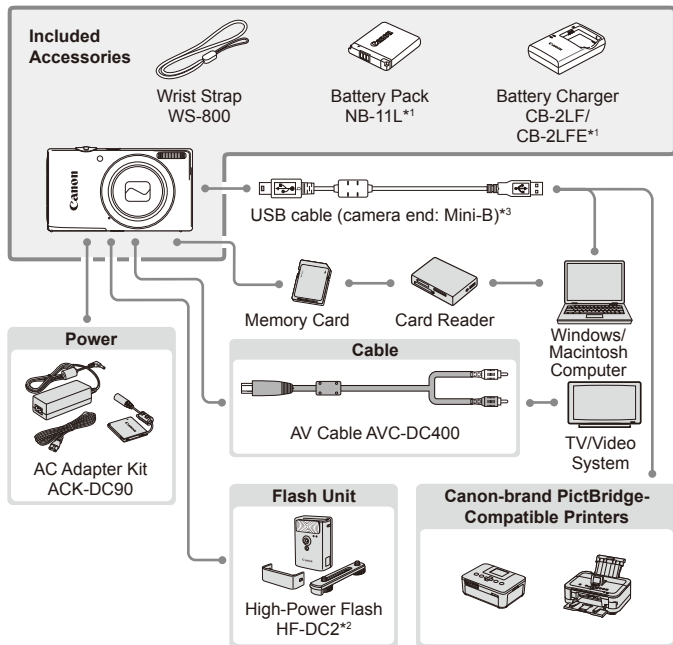 Included
Accessories
Canon
Canon
Wrist Strap
WS-800
Battery Pack
NB-11L*1
Battery Charger
CB-2LF/
CB-2LFE*1
Canon
USB cable (camera end: Mini-B)*3
Memory Card
Card Reader
Windows/
Macintosh
Computer
Power
AC Adapter Kit
ACK-DC90
Cable
AV Cable AVC-DC400
TV/Video
System
Flash Unit
Canon
High-Power Flash
HF-DC2*2
Canon-brand PictBridge-
Compatible Printers